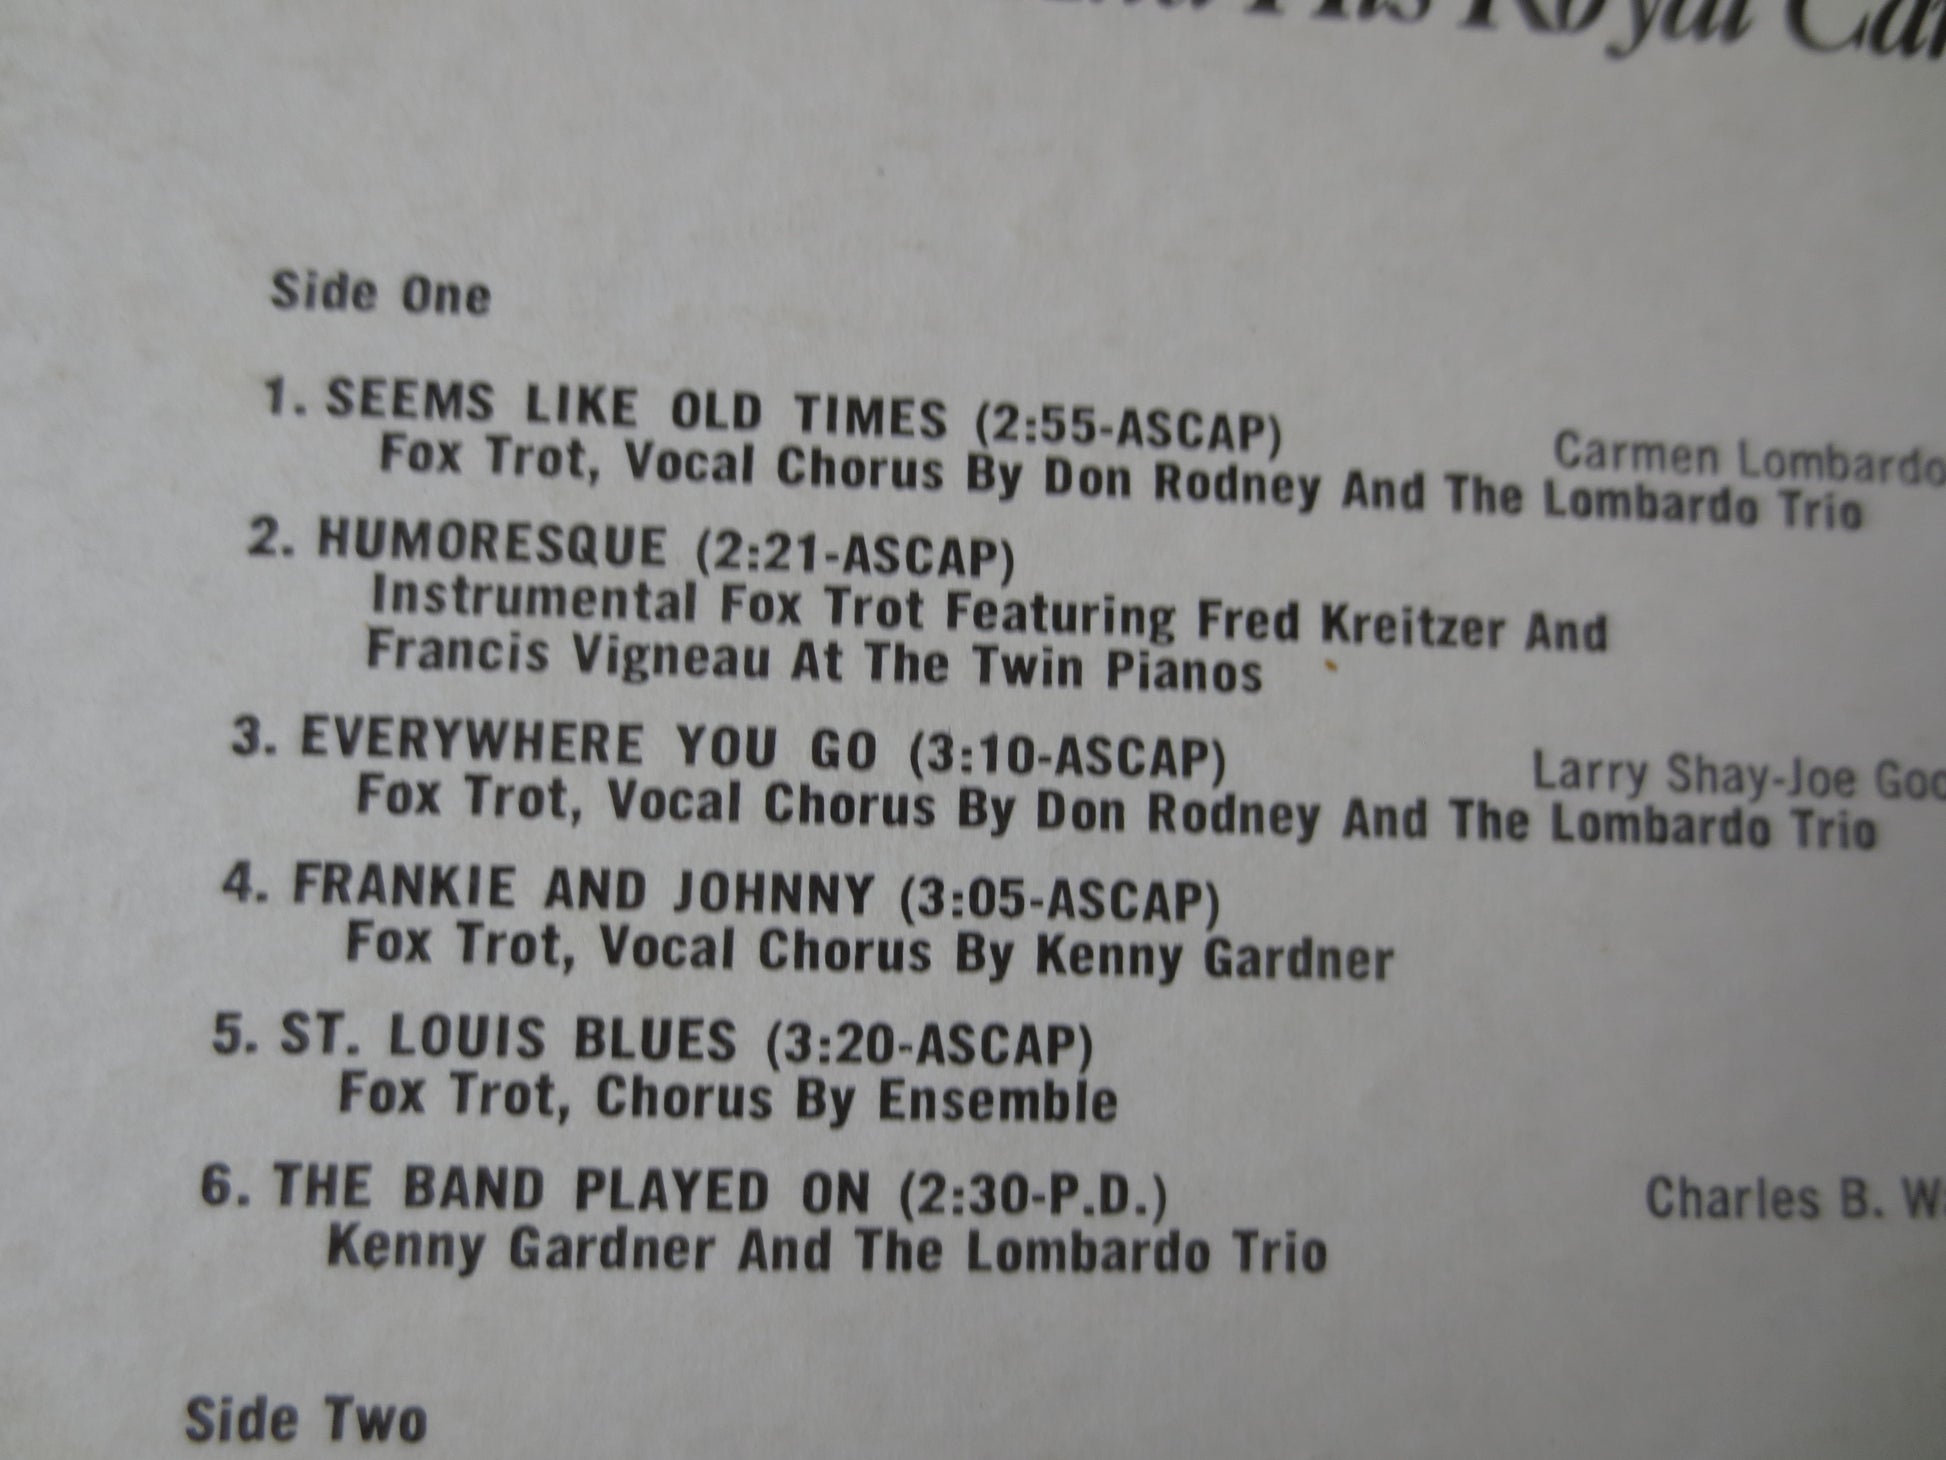 His Royal
Side One
1. SEEMS LIKE OLD TIMES (2:55-ASCAP) Carmen Lombardo
Fox Trot, Vocal Chorus By Don Rodney And The Lombardo Trio
2. HUMORESQUE (2:21-ASCAP)
Instrumental Fox Trot Featuring Fred Kreitzer And
Francis Vigneau At The Twin Pianos
3. EVERYWHERE YOU GO (3:10-ASCAP) Larry Shay-Joe
Fox Trot, Vocal Chorus By Don Rodney And The Lombardo Trio
4. FRANKIE AND JOHNNY (3:05-ASCAP)
Fox Trot, Vocal Chorus By Kenny Gardner
5. ST. LOUIS BLUES (3:20-ASCAP)
Fox Trot, Chorus By Ensemble
6. THE BAND PLAYED ON (2:30-P.D.) Charles B.
Kenny Gardner And The Lombardo Trio
Side Two